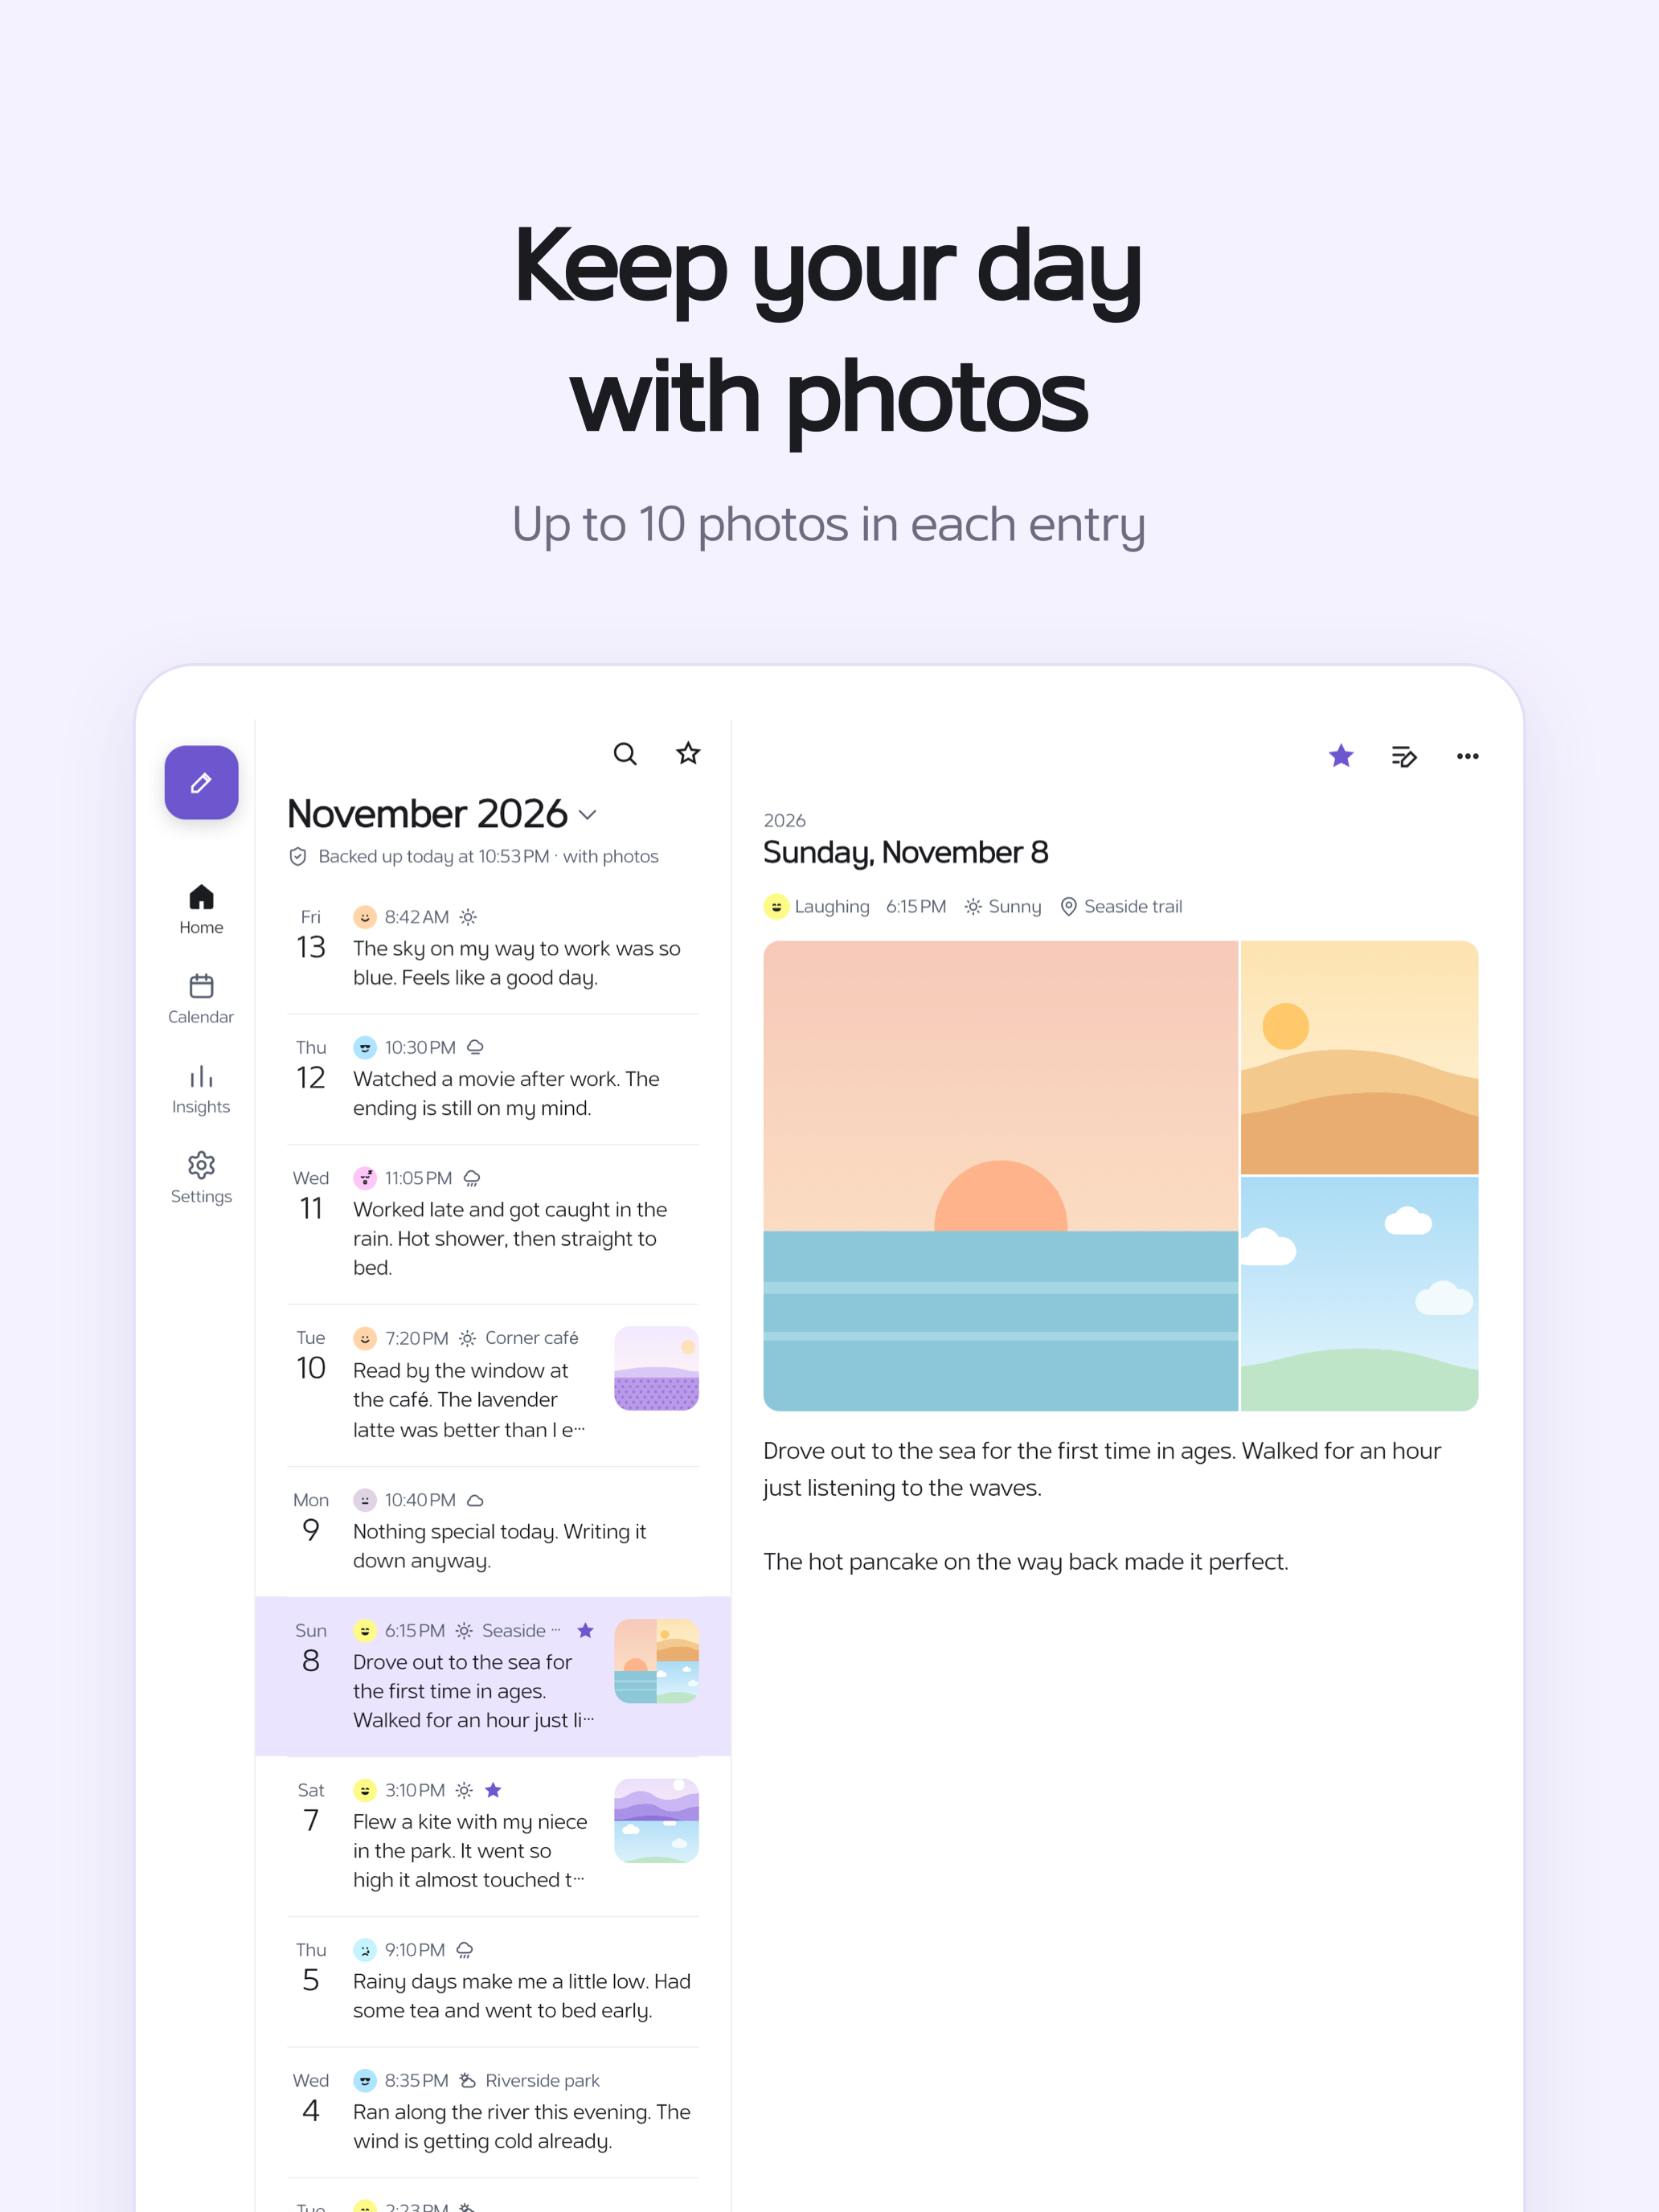 Keep your day
with photos
Up to 10 photos in each entry
Home
Calendar
Insights
Settings
November 2026
Backed up today at 10:53 PM · with photos
Fri
13
8:42 AM
The sky on my way to work was so
blue. Feels like a good day.
Thu
12
10:30 PM
Watched a movie after work. The
ending is still on my mind.
Wed
11
11:05 PM
Worked late and got caught in the
rain. Hot shower, then straight to
bed.
Tue
10
7:20 PM Corner café
Read by the window at
the café. The lavender
latte was better than I e…
Mon
9
10:40 PM
Nothing special today. Writing it
down anyway.
Sun
8
6:15 PM Seaside …
Drove out to the sea for
the first time in ages.
Walked for an hour just li…
Sat
7
3:10 PM
Flew a kite with my niece
in the park. It went so
high it almost touched t…
Thu
5
9:10 PM
Rainy days make me a little low. Had
some tea and went to bed early.
Wed
4
8:35 PM Riverside park
Ran along the river this evening. The
wind is getting cold already.
Tue
2:23 PM
2026
Sunday, November 8
Laughing 6:15 PM Sunny Seaside trail
Drove out to the sea for the first time in ages. Walked for an hour
just listening to the waves.
The hot pancake on the way back made it perfect.